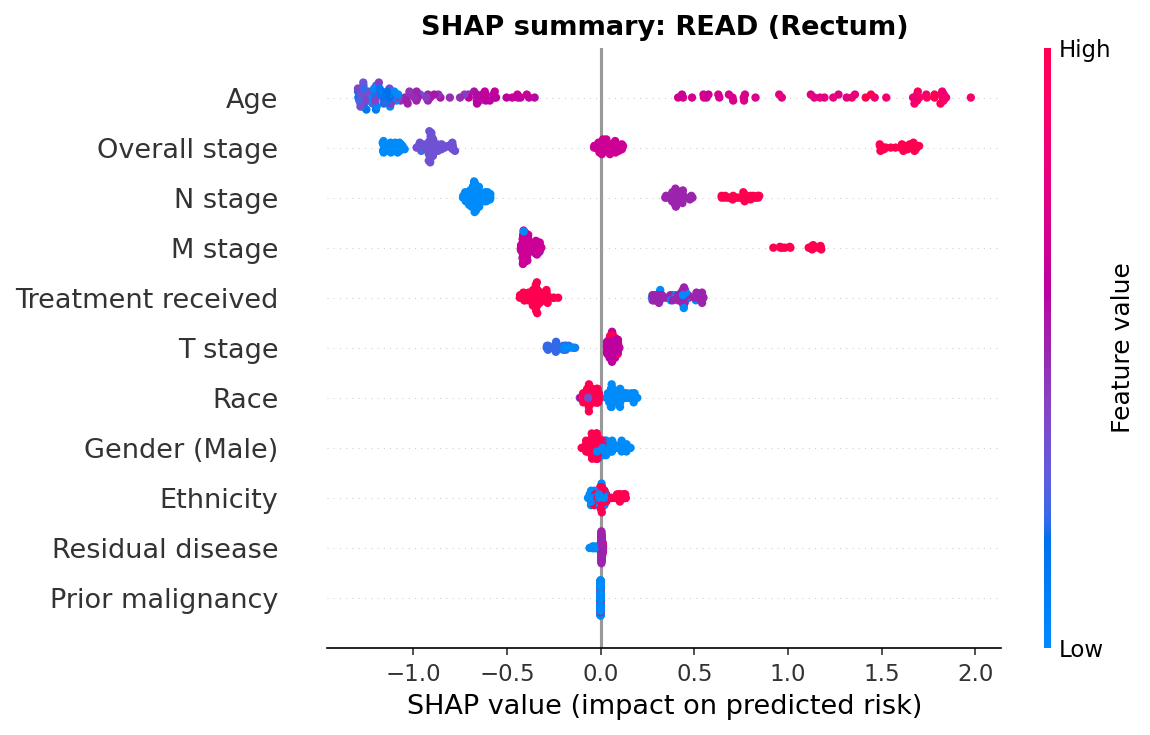 SHAP summary: READ (Rectum)
High
Age
Overall stage
N stage
M stage
Treatment received
T stage
Race
Gender (Male)
Ethnicity
Residual disease
Prior malignancy
Feature value
Low
−1.0 −0.5 0.0 0.5 1.0 1.5 2.0
SHAP value (impact on predicted risk)